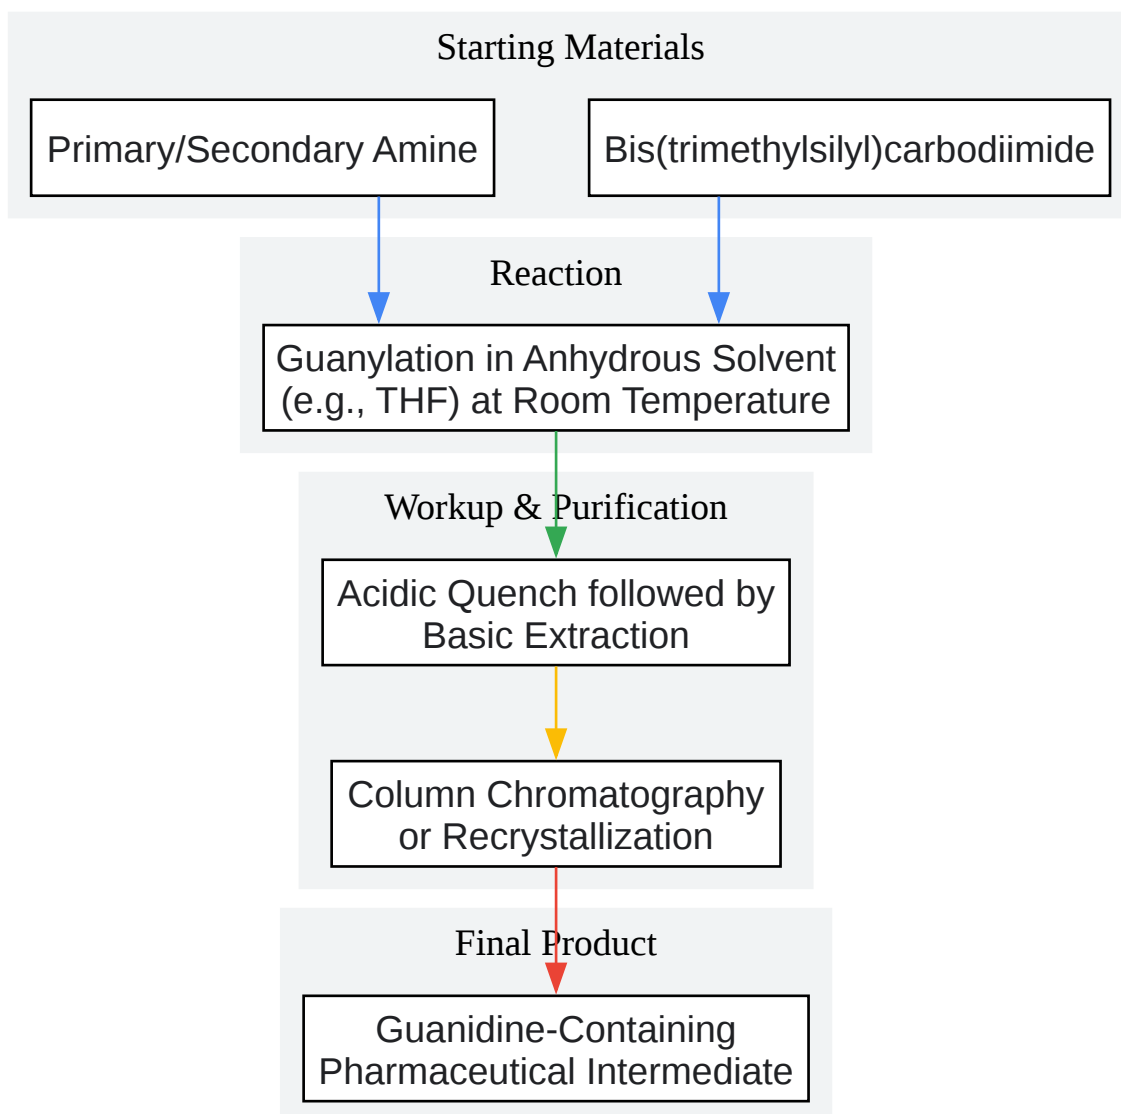 Starting Materials
Primary/Secondary Amine
Bis(trimethylsilyl)carbodiimide
Reaction
Guanylation in Anhydrous Solvent
(e.g., THF) at Room Temperature
Workup & Purification
Acidic Quench followed by
Basic Extraction
Column Chromatography
or Recrystallization
Final Product
Guanidine-Containing
Pharmaceutical Intermediate